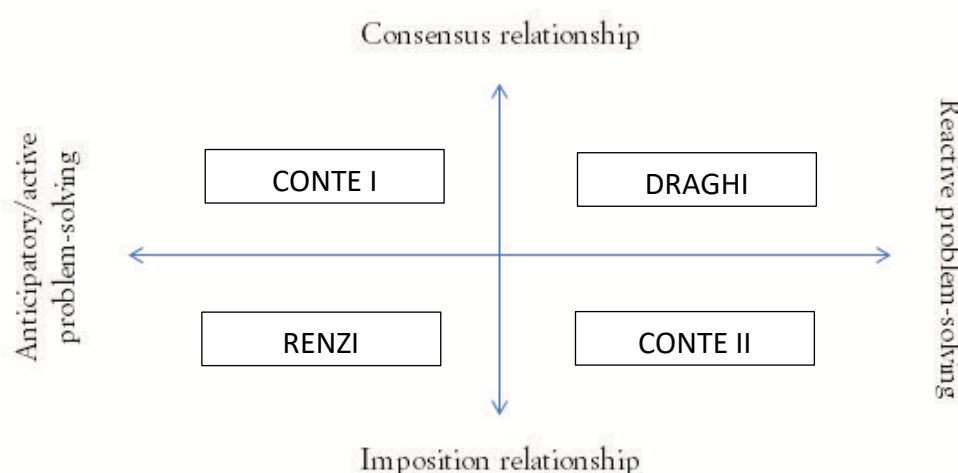 Consensus relationship
Anticipatory/active
problem-solving
Reactive problem-solving
CONTE I
DRAGHI
RENZI
CONTE II
Imposition relationship